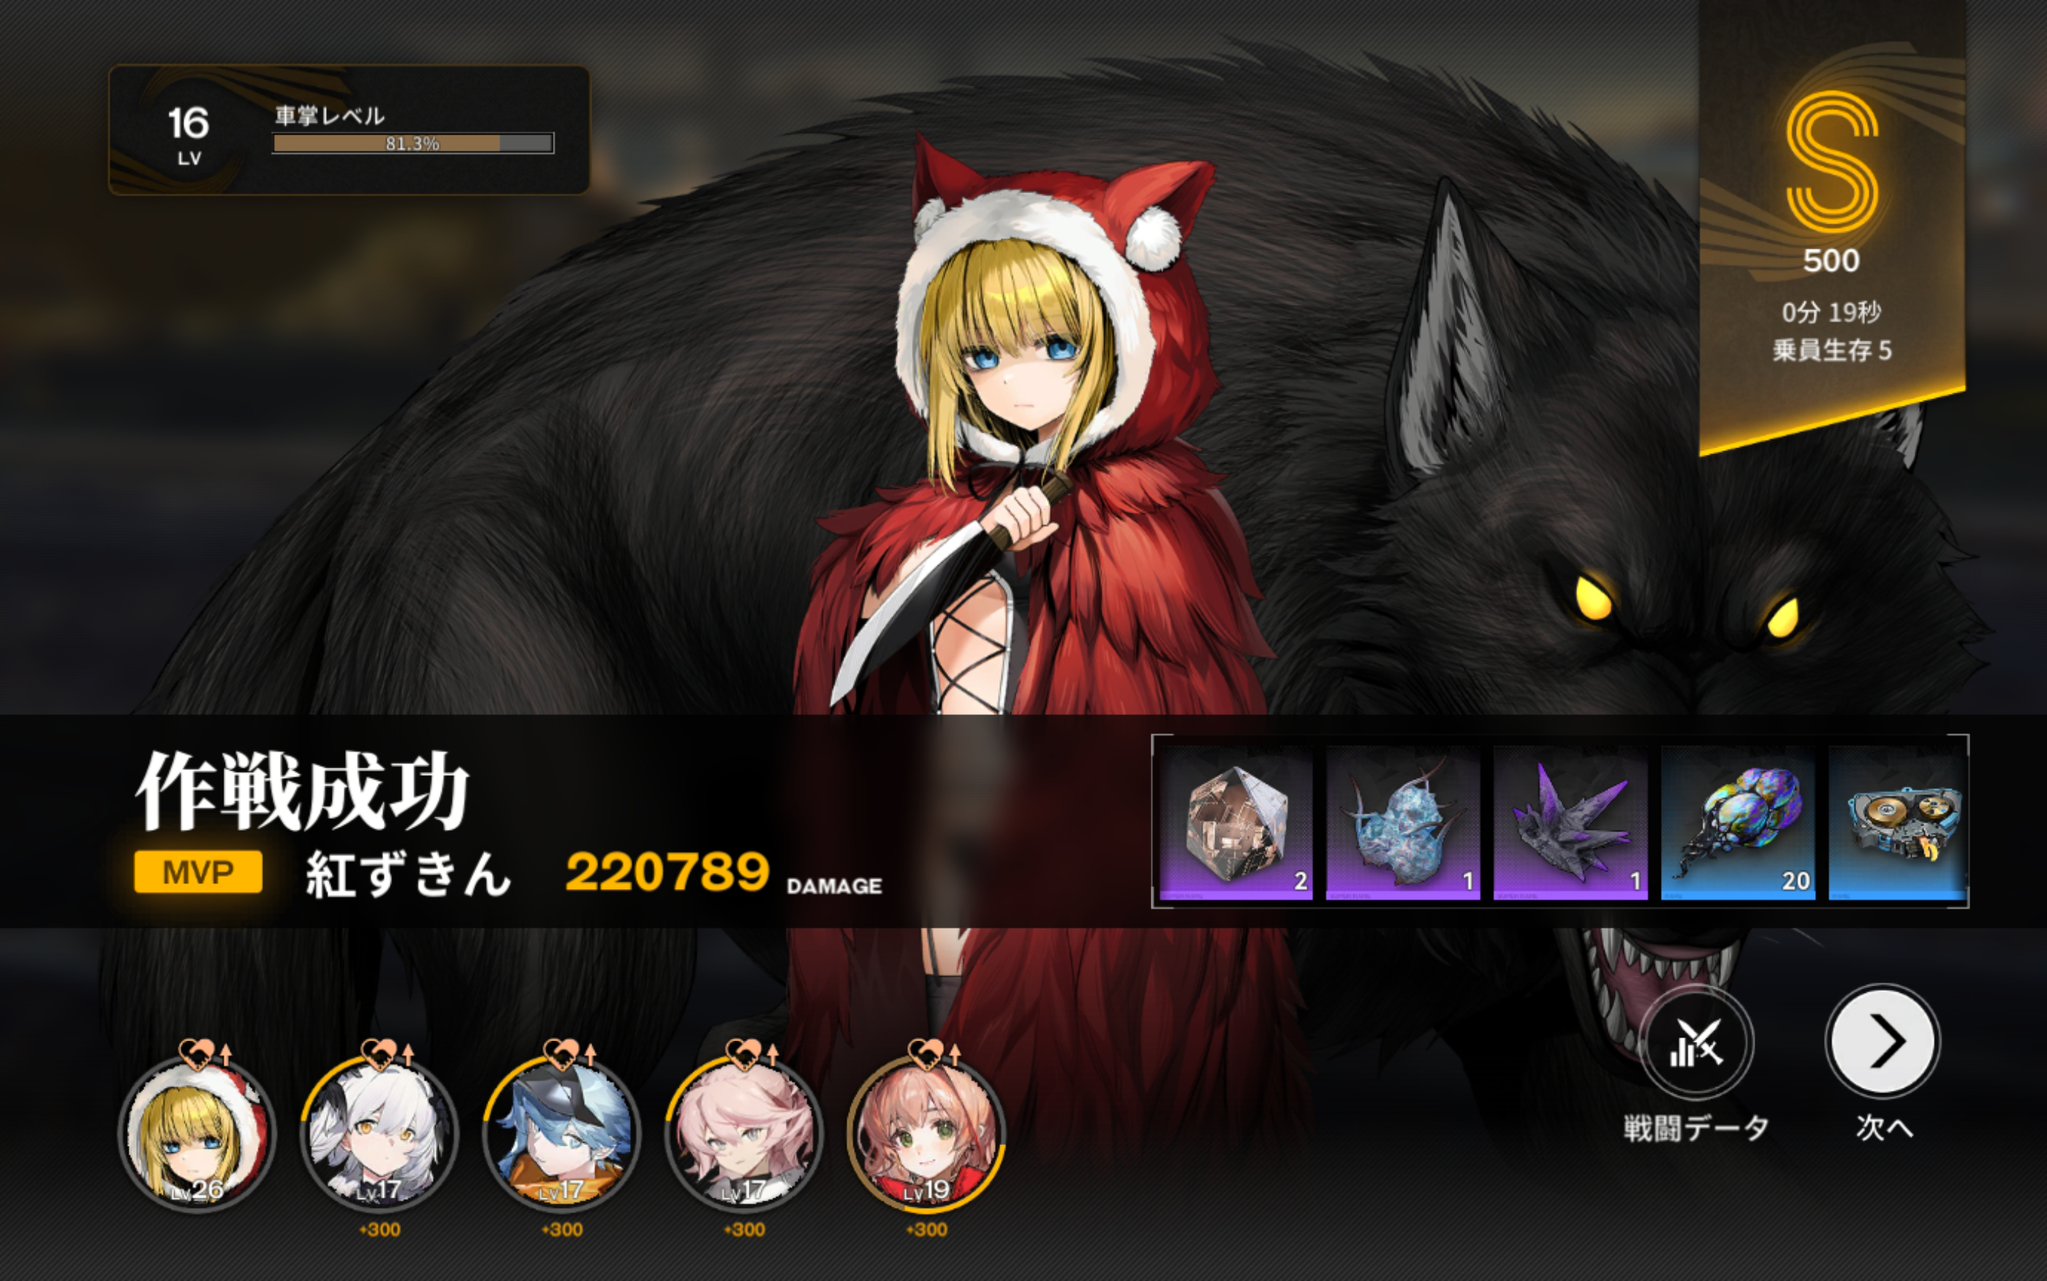 16
LV
車掌レベル
81.3%
S
500
0分 19秒
乗員生存 5
作戦成功
MVP 紅ずきん 220789 DAMAGE
2 1 1 20
LV26 LV17 LV17 LV17 LV19
+300 +300 +300 +300
戦闘データ 次へ